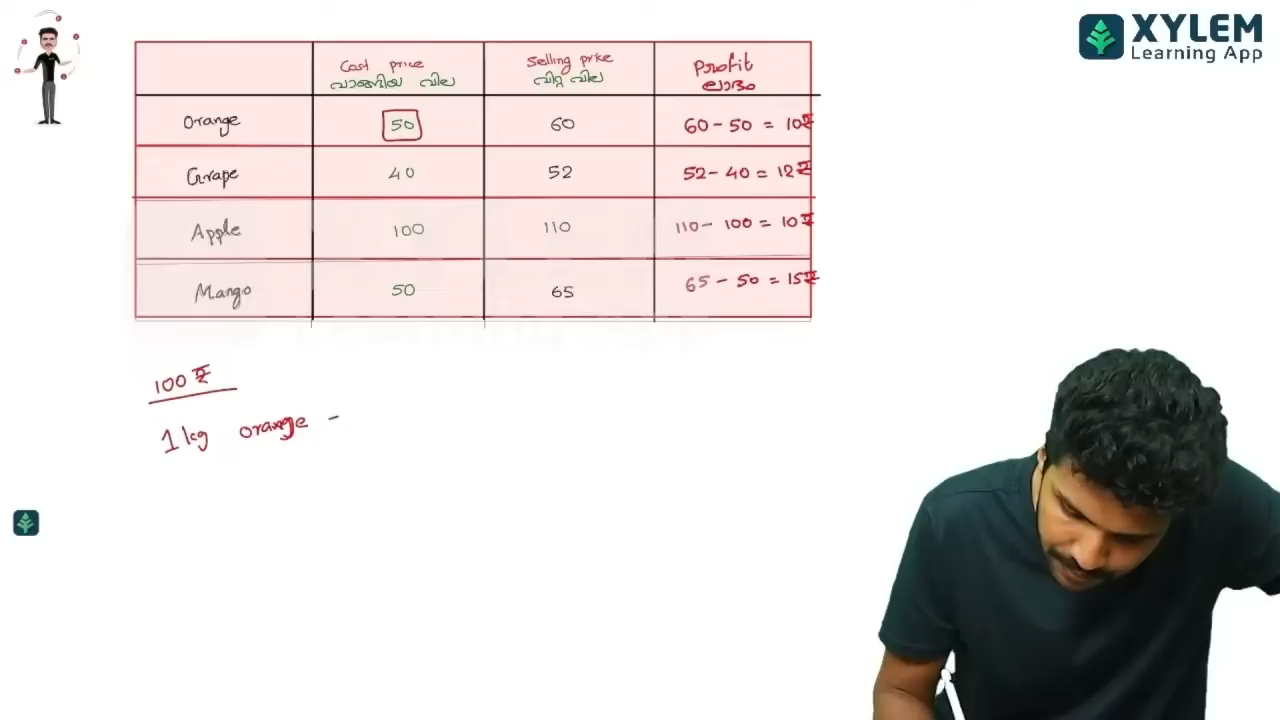 XYLEM
Learning App
Cost price Selling price Profit
വാങ്ങിയ വില വിറ്റ വില ലാഭം
Orange 50 60 60 - 50 = 10₹
Grape 40 52 52 - 40 = 12₹
Apple 100 110 110 - 100 = 10₹
Mango 50 65 65 - 50 = 15₹
100 ₹
1 kg orange -